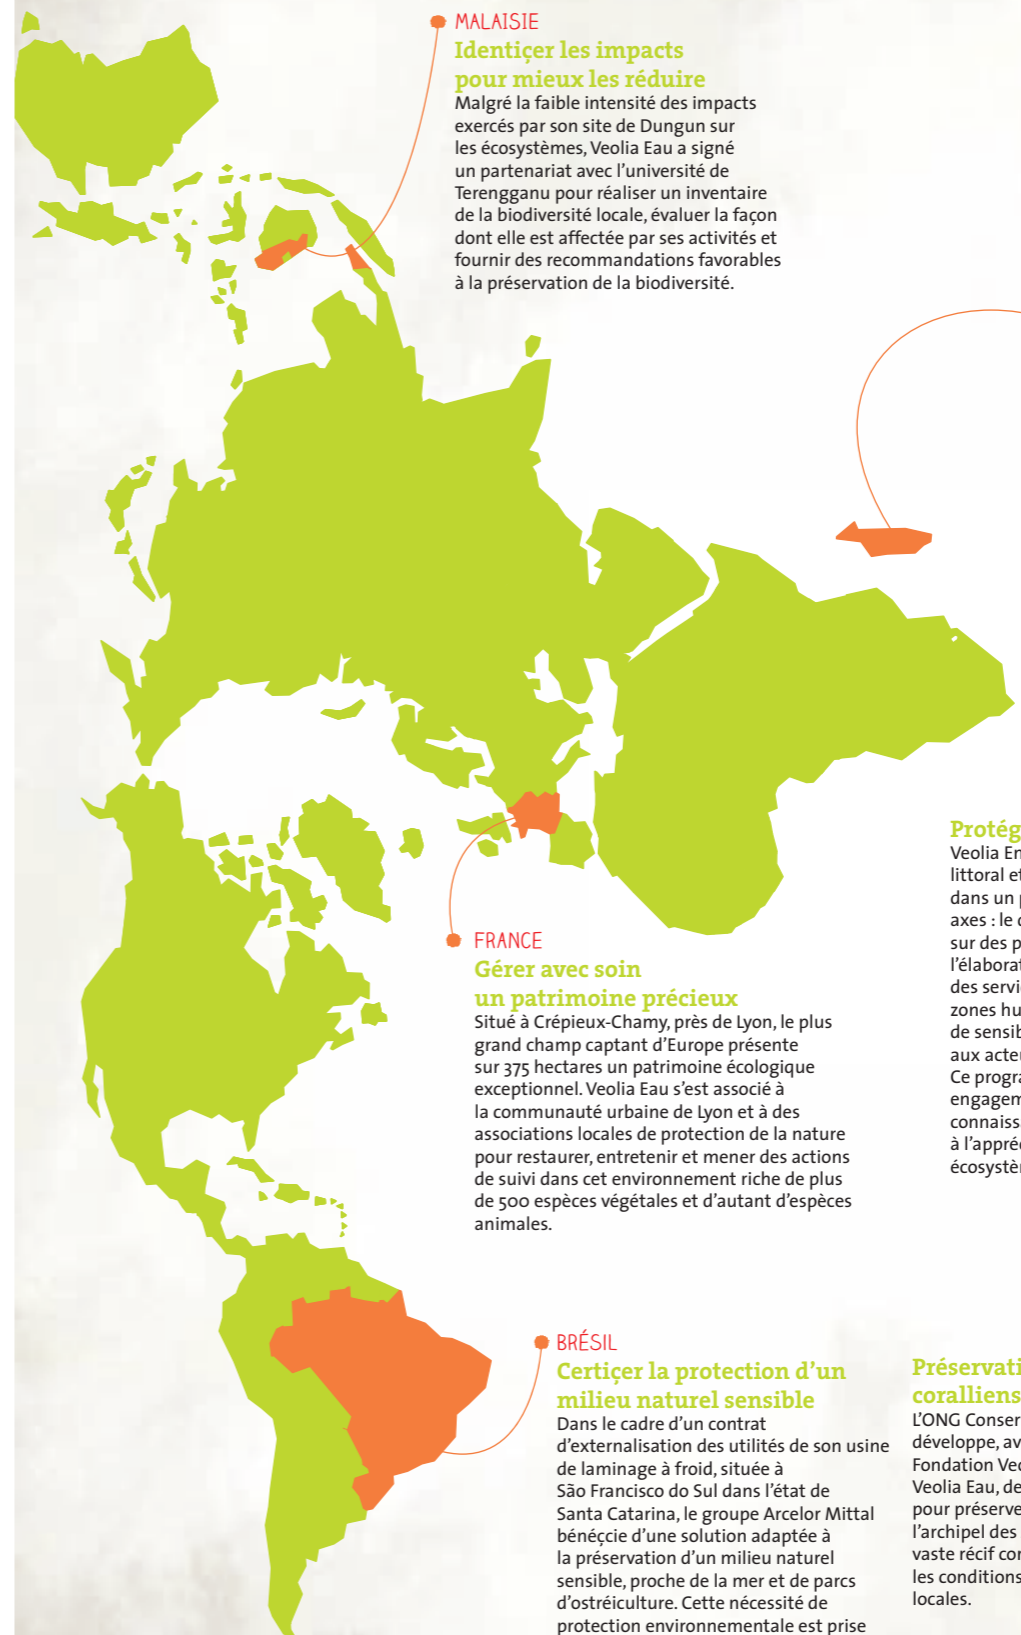 MALAISIE
Identiçer les impacts
pour mieux les réduire
Malgré la faible intensité des impacts
exercés par son site de Dungun sur
les écosystèmes, Veolia Eau a signé
un partenariat avec l’université de
Terengganu pour réaliser un inventaire
de la biodiversité locale, évaluer la façon
dont elle est affectée par ses activités et
fournir des recommandations favorables
à la préservation de la biodiversité.
FRANCE
Gérer avec soin
un patrimoine précieux
Situé à Crépieux-Chamy, près de Lyon, le plus
grand champ captant d’Europe présente
sur 375 hectares un patrimoine écologique
exceptionnel. Veolia Eau s’est associé à
la communauté urbaine de Lyon et à des
associations locales de protection de la nature
pour restaurer, entretenir et mener des actions
de suivi dans cet environnement riche de plus
de 500 espèces végétales et d’autant d’espèces
animales.
Protég
Veolia En
littoral et
dans un p
axes : le c
sur des p
l’élaborat
des servic
zones hu
de sensib
aux acteu
Ce progra
engagem
connaiss
à l’appréc
écosystèm
BRÉSIL
Certiçer la protection d’un
milieu naturel sensible
Dans le cadre d’un contrat
d’externalisation des utilités de son usine
de laminage à froid, située à
São Francisco do Sul dans l’état de
Santa Catarina, le groupe Arcelor Mittal
bénéçcie d’une solution adaptée à
la préservation d’un milieu naturel
sensible, proche de la mer et de parcs
d’ostréiculture. Cette nécessité de
protection environnementale est prise
Préservati
coralliens
L’ONG Conser
développe, av
Fondation Veo
Veolia Eau, de
pour préserve
l’archipel des
vaste récif cor
les conditions
locales.